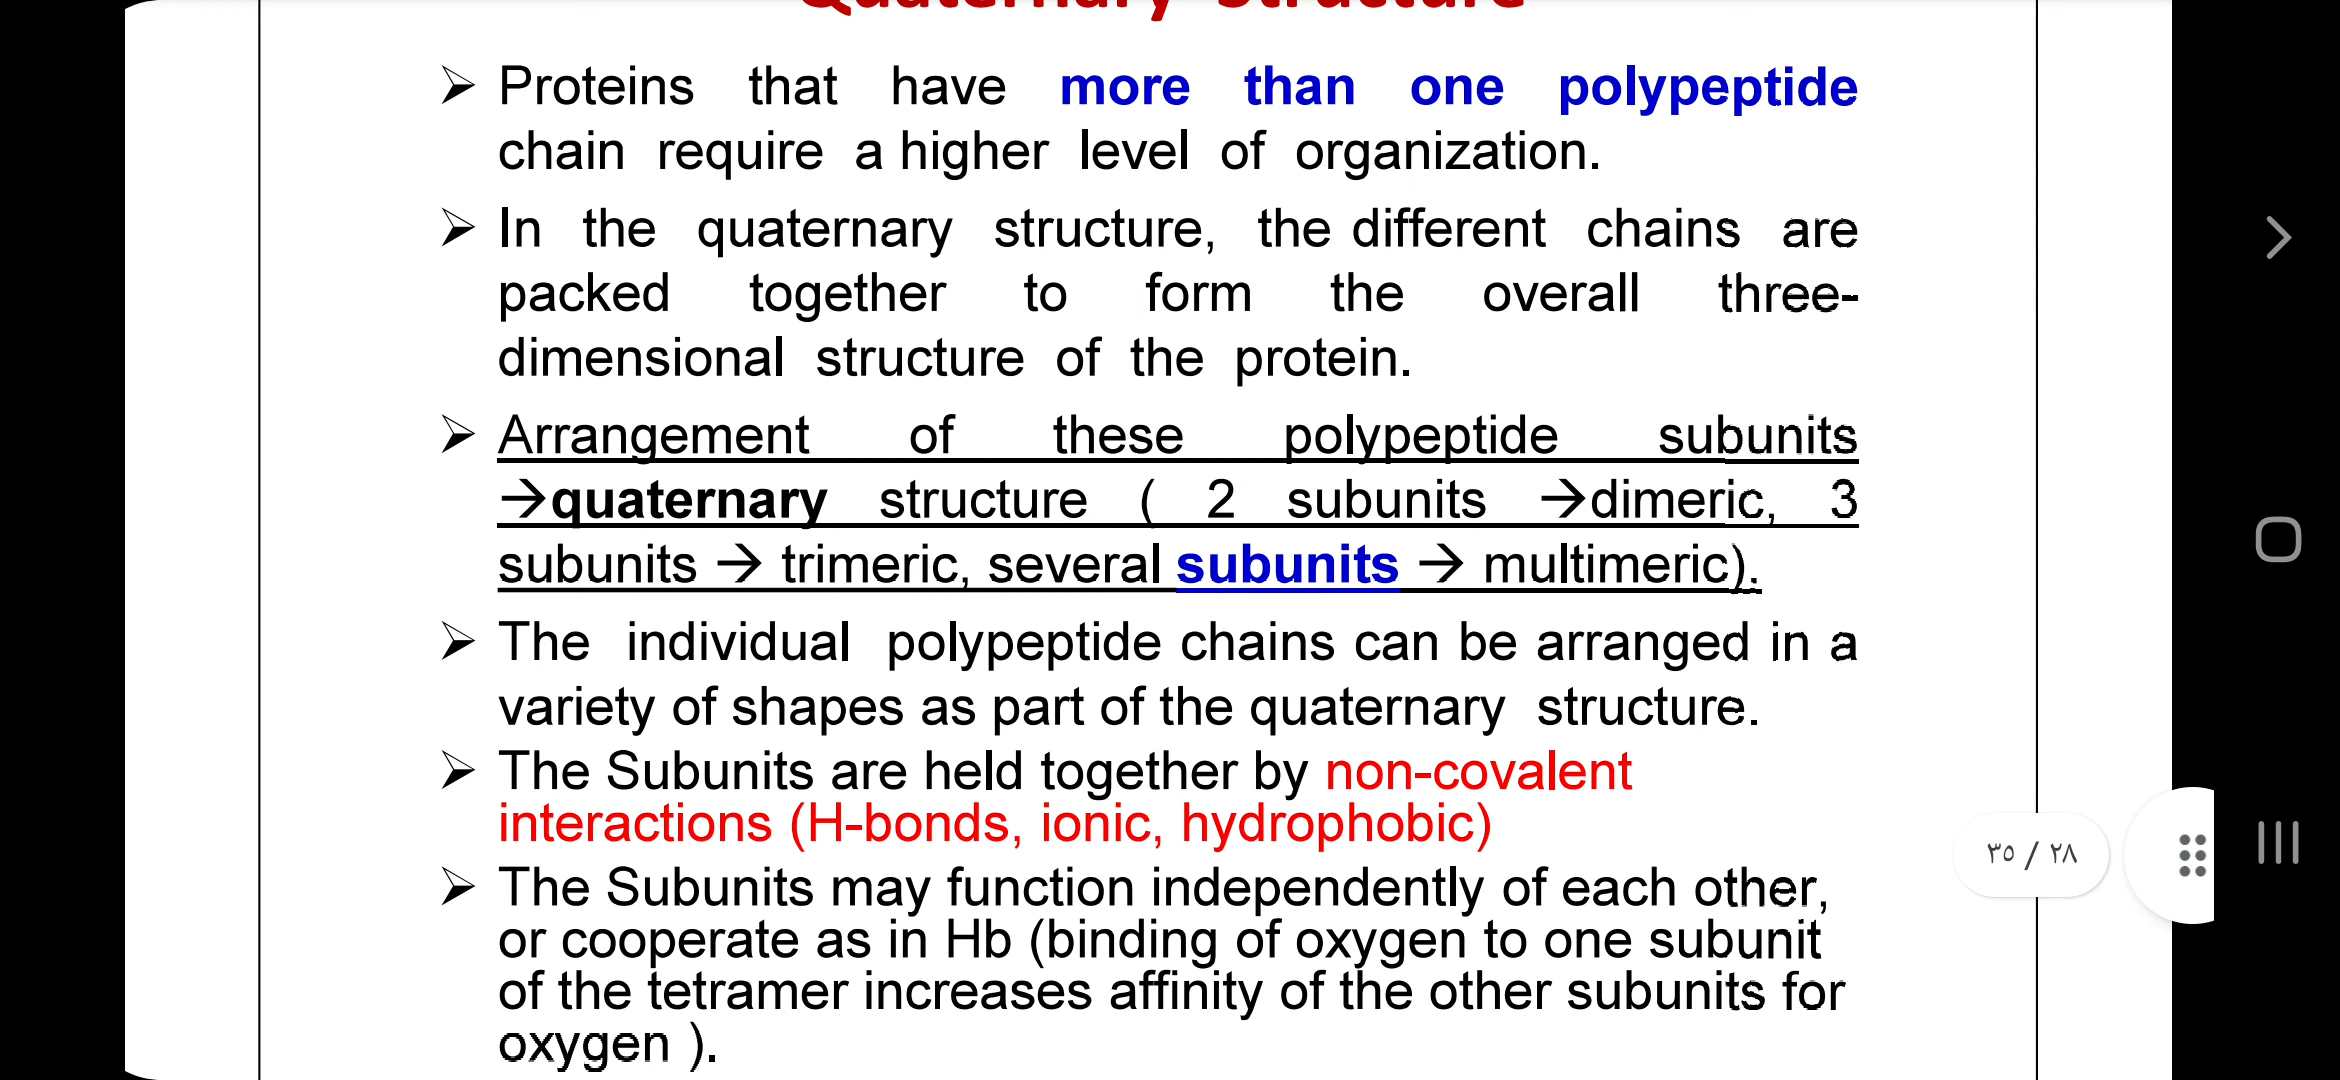 Quaternary Structure
➢ Proteins that have more than one polypeptide
chain require a higher level of organization.
➢ In the quaternary structure, the different chains are
packed together to form the overall three-
dimensional structure of the protein.
➢ Arrangement of these polypeptide subunits
→quaternary structure ( 2 subunits →dimeric, 3
subunits → trimeric, several subunits → multimeric).
➢ The individual polypeptide chains can be arranged in a
variety of shapes as part of the quaternary structure.
➢ The Subunits are held together by non-covalent
interactions (H-bonds, ionic, hydrophobic)
➢ The Subunits may function independently of each other,
or cooperate as in Hb (binding of oxygen to one subunit
of the tetramer increases affinity of the other subunits for
oxygen ).
٣٥ / ٢٨